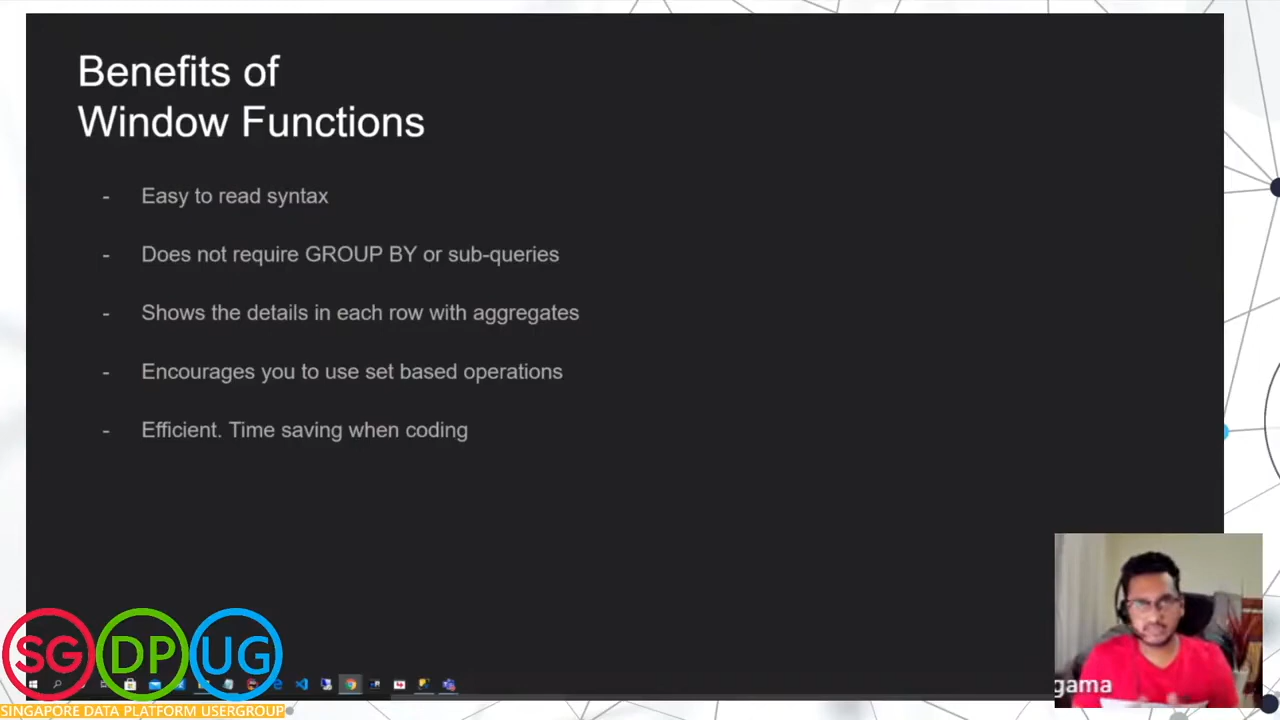 Benefits of
Window Functions
- Easy to read syntax
- Does not require GROUP BY or sub-queries
- Shows the details in each row with aggregates
- Encourages you to use set based operations
- Efficient. Time saving when coding
gama
SG DP UG
SINGAPORE DATA PLATFORM USERGROUP